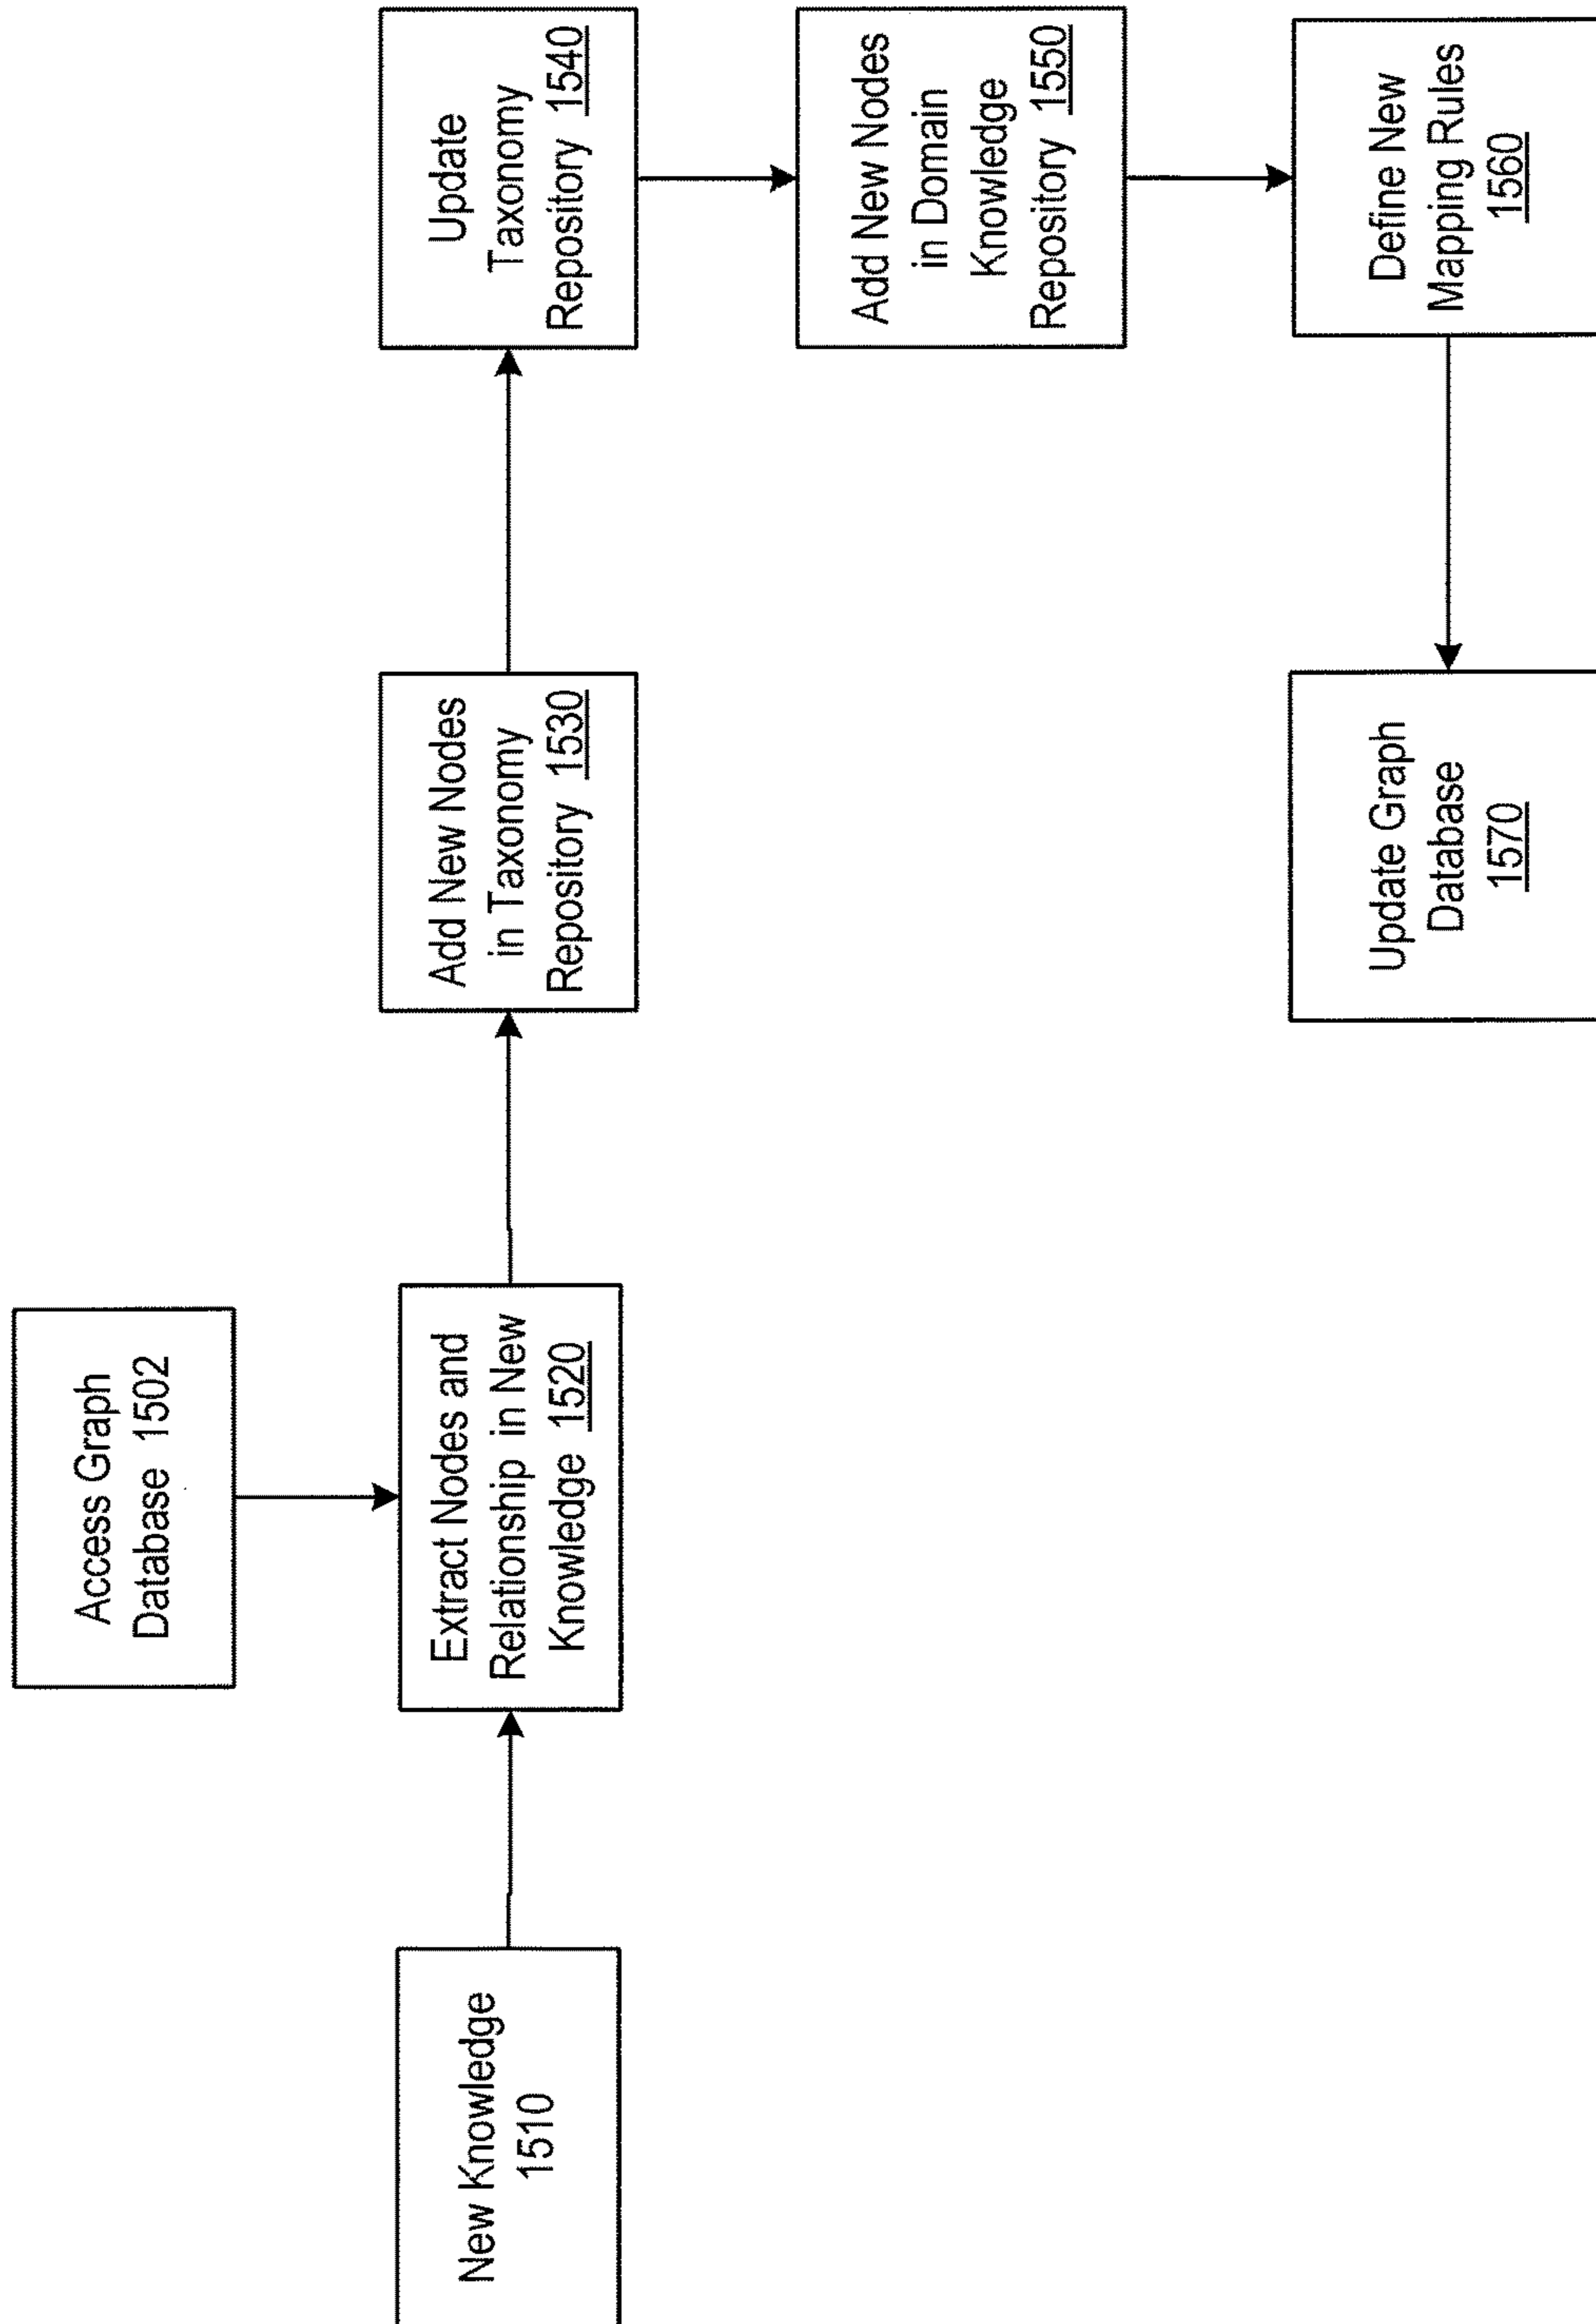 Access Graph
Database 1502
New Knowledge
1510
Extract Nodes and
Relationship in New
Knowledge 1520
Add New Nodes
in Taxonomy
Repository 1530
Update
Taxonomy
Repository 1540
Add New Nodes
in Domain
Knowledge
Repository 1550
Define New
Mapping Rules
1560
Update Graph
Database
1570